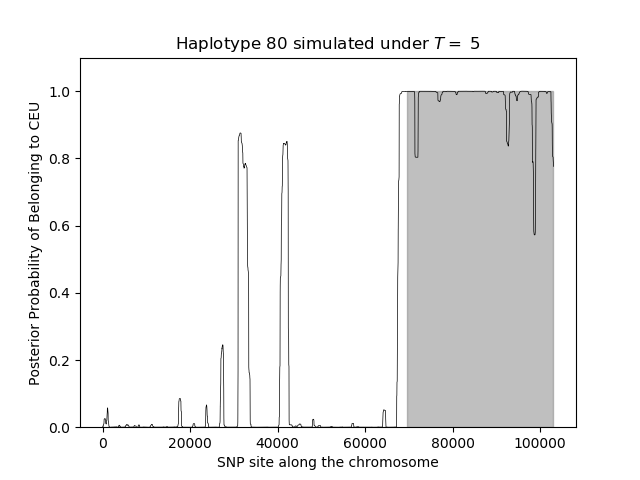 Haplotype 80 simulated under T = 5
Posterior Probability of Belonging to CEU
1.0
0.8
0.6
0.4
0.2
0.0
0 20000 40000 60000 80000 100000
SNP site along the chromosome